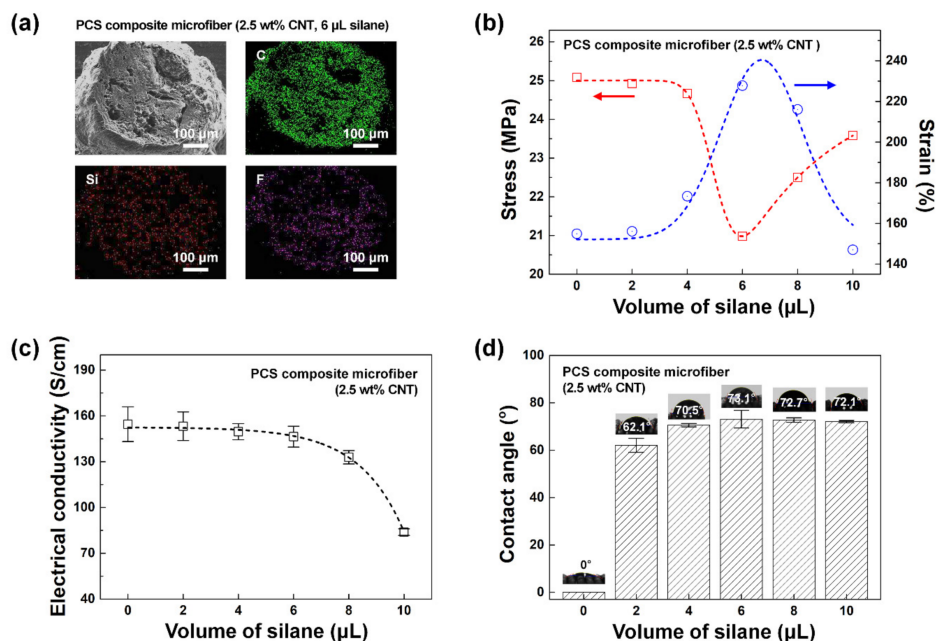 (a)
PCS composite microfiber (2.5 wt% CNT, 6 µL silane)
100 µm
C
100 µm
Si
100 µm
F
100 µm
(b)
PCS composite microfiber (2.5 wt% CNT )
Stress (MPa)
26
25
24
23
22
21
20
240
220
200
180
160
140
Strain (%)
0 2 4 6 8 10
Volume of silane (µL)
(c)
PCS composite microfiber
(2.5 wt% CNT)
Electrical conductivity (S/cm)
190
160
130
100
70
40
0 2 4 6 8 10
Volume of silane (µL)
(d)
PCS composite microfiber
(2.5 wt% CNT)
Contact angle (°)
100
80
60
40
20
0
0°
62.1°
70.5°
73.1°
72.7°
72.1°
0 2 4 6 8 10
Volume of silane (µL)